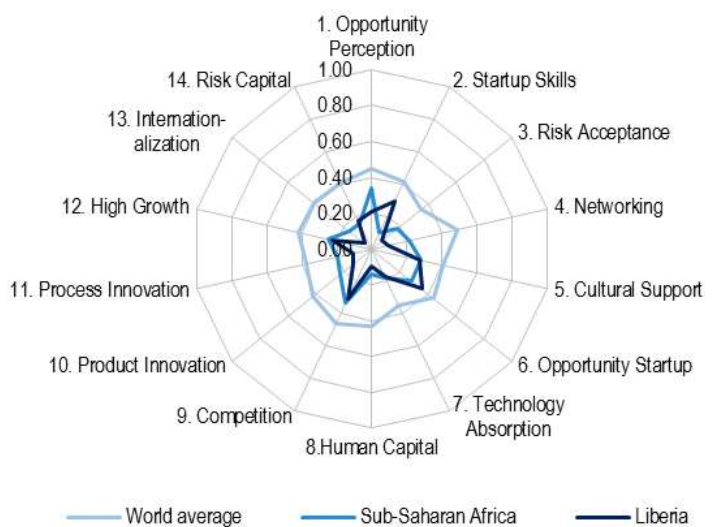 1. Opportunity
Perception
1.00
0.80
0.60
0.40
0.20
0.00
2. Startup Skills
3. Risk Acceptance
4. Networking
5. Cultural Support
6. Opportunity Startup
7. Technology
Absorption
8.Human Capital
9. Competition
10. Product Innovation
11. Process Innovation
12. High Growth
13. Internation-
alization
14. Risk Capital
World average
Sub-Saharan Africa
Liberia